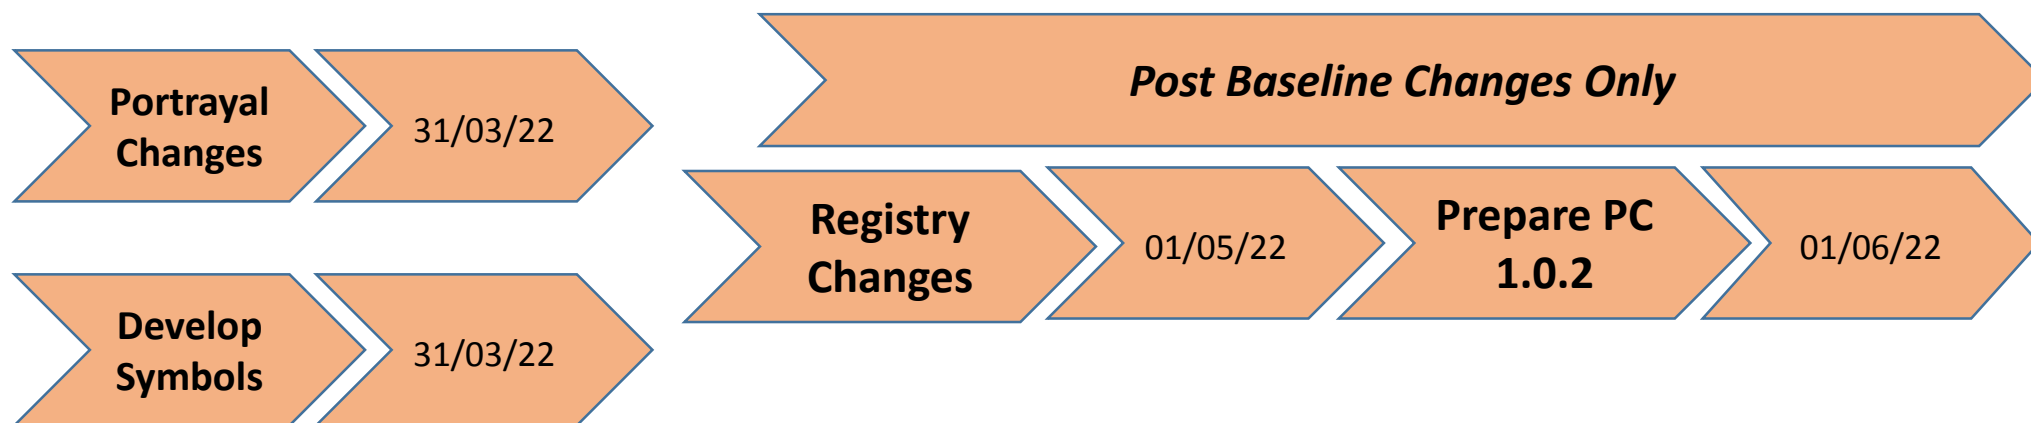 Portrayal
Changes
31/03/22
Develop
Symbols
31/03/22
Post Baseline Changes Only
Registry
Changes
01/05/22
Prepare PC
1.0.2
01/06/22